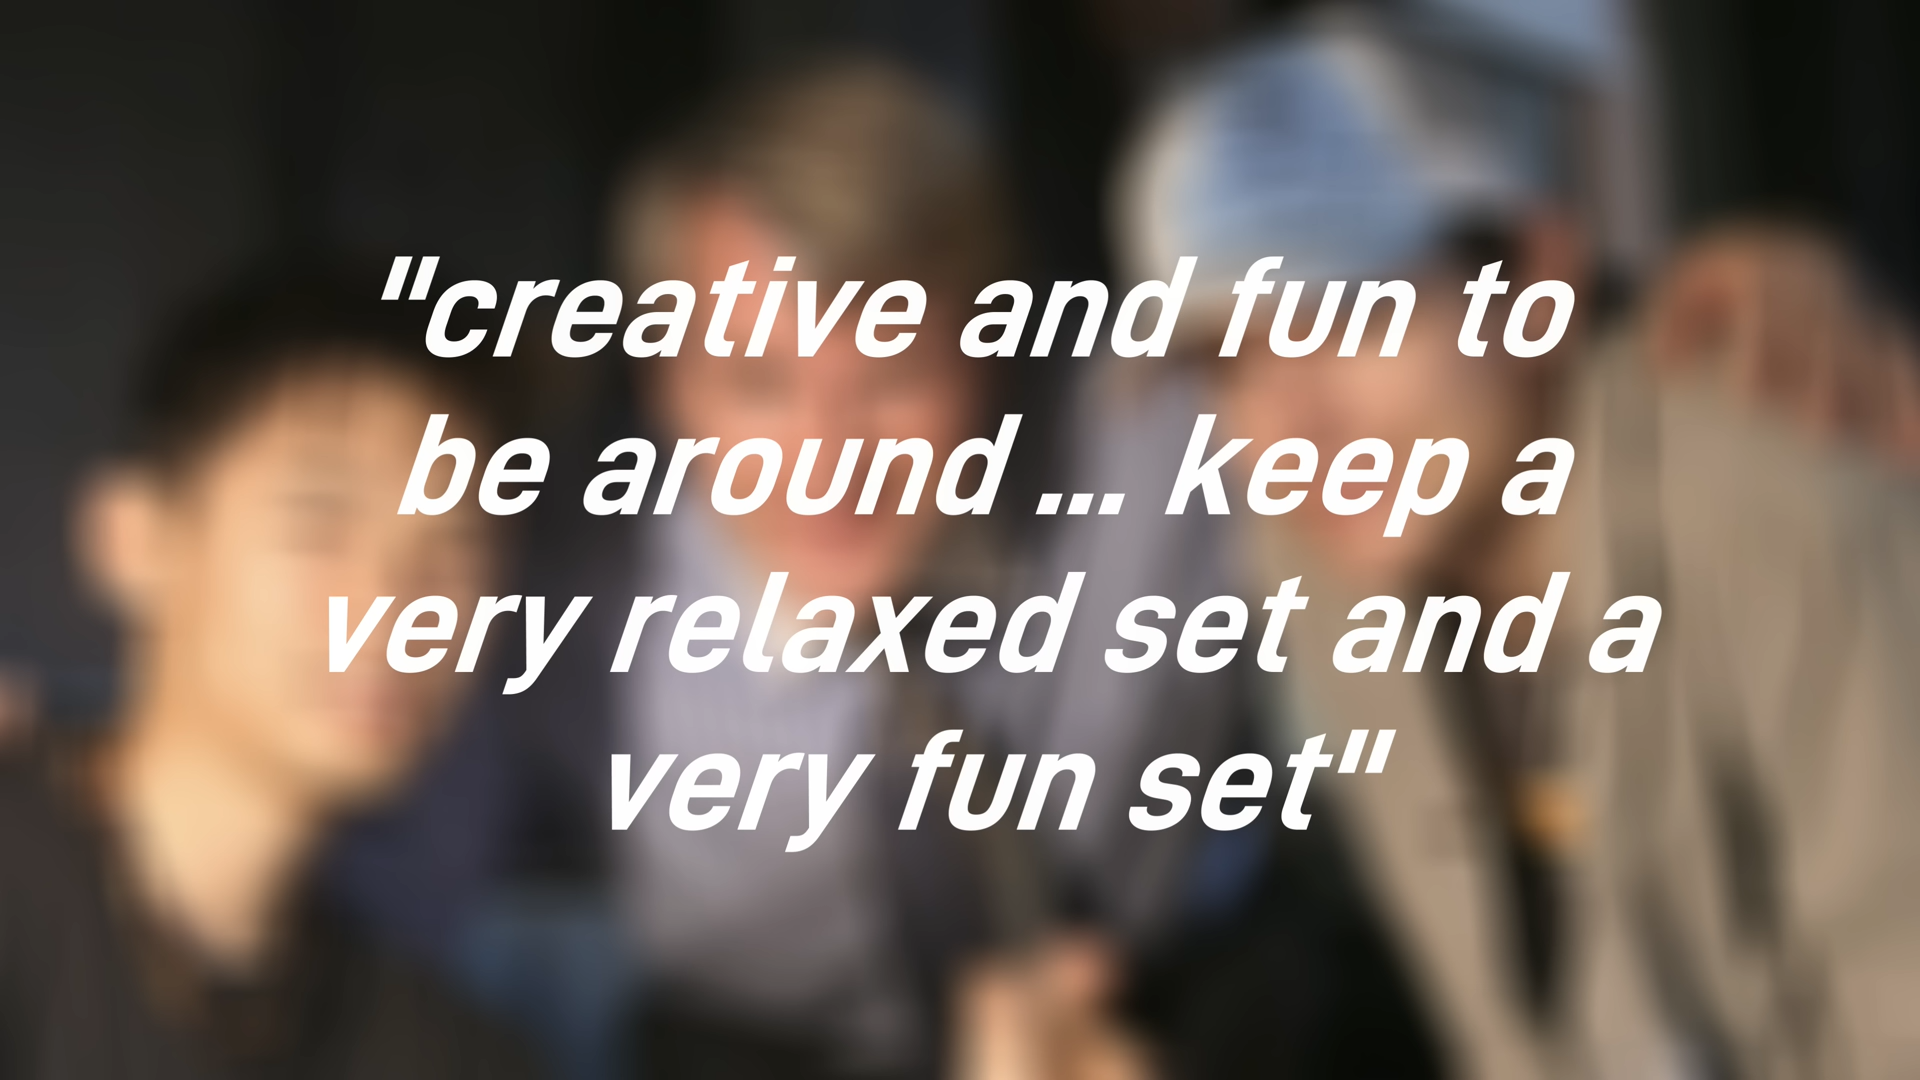 "creative and fun to
be around ... keep a
very relaxed set and a
very fun set"